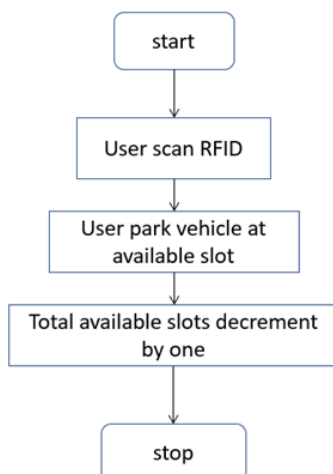 start
User scan RFID
User park vehicle at
available slot
Total available slots decrement
by one
stop